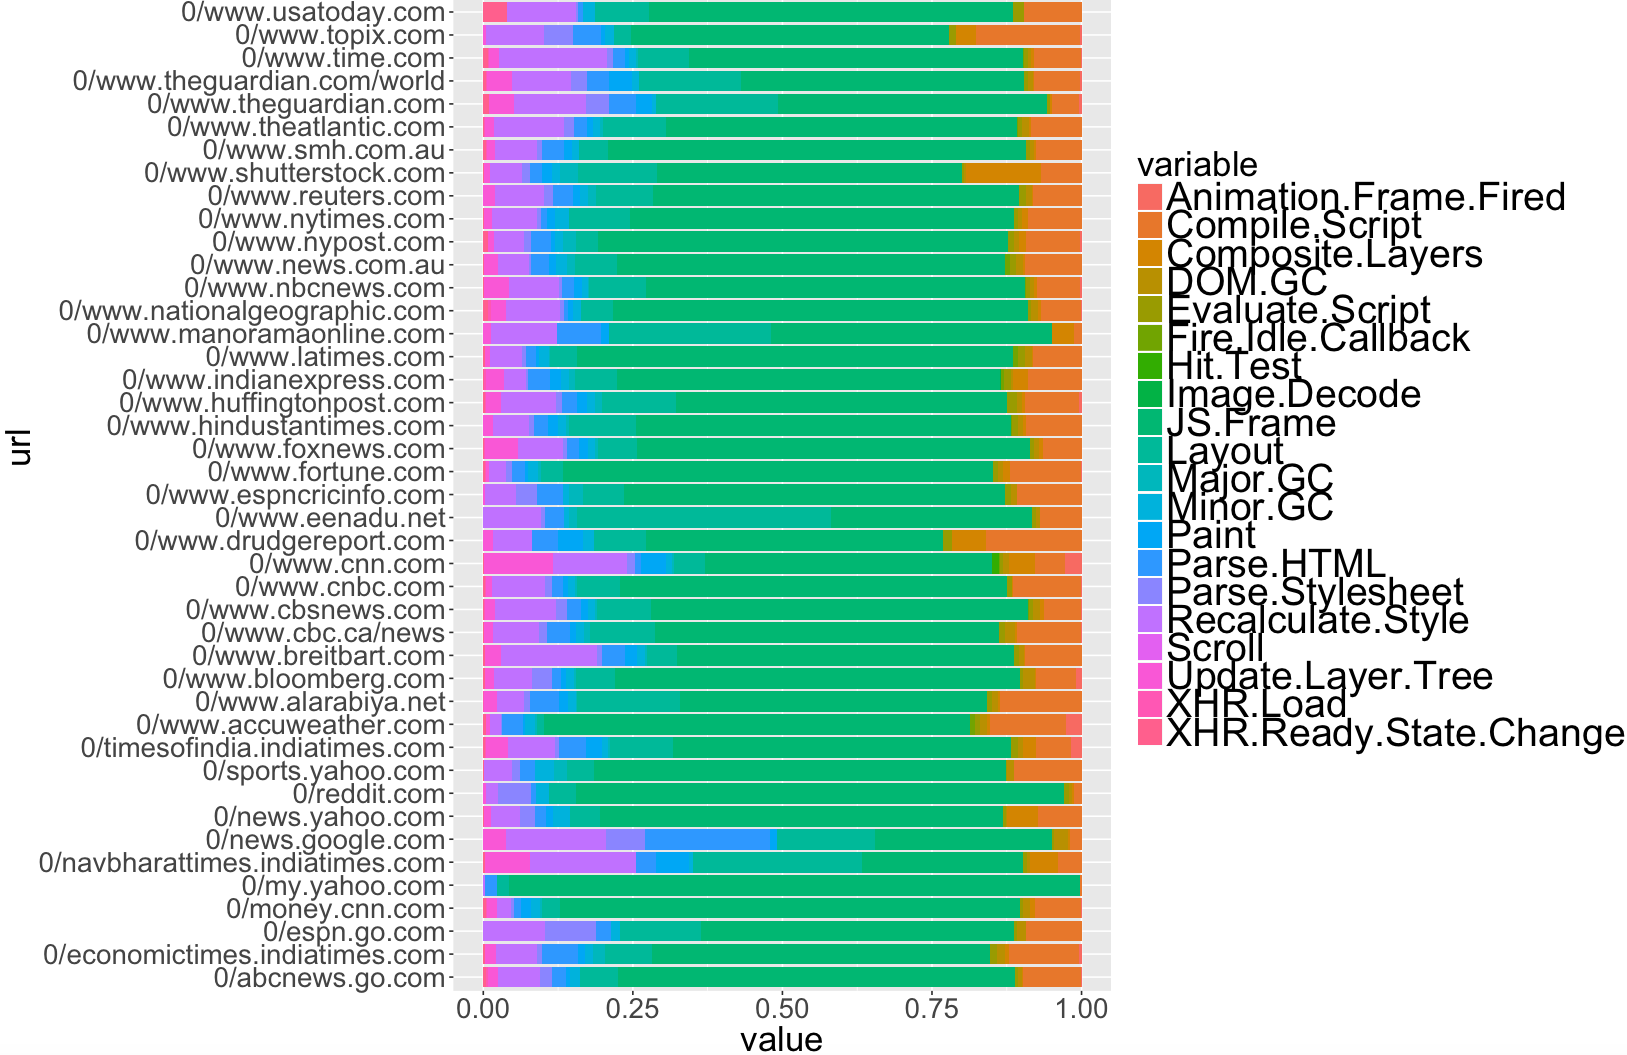 0/www.usatoday.com
0/www.topix.com
0/www.time.com
0/www.theguardian.com/world
0/www.theguardian.com
0/www.theatlantic.com
0/www.smh.com.au
0/www.shutterstock.com
0/www.reuters.com
0/www.nytimes.com
0/www.nypost.com
0/www.news.com.au
0/www.nbcnews.com
0/www.nationalgeographic.com
0/www.manoramaonline.com
0/www.latimes.com
0/www.indianexpress.com
0/www.huffingtonpost.com
0/www.hindustantimes.com
0/www.foxnews.com
0/www.fortune.com
0/www.espncricinfo.com
0/www.eenadu.net
0/www.drudgereport.com
0/www.cnn.com
0/www.cnbc.com
0/www.cbsnews.com
0/www.cbc.ca/news
0/www.breitbart.com
0/www.bloomberg.com
0/www.alarabiya.net
0/www.accuweather.com
0/timesofindia.indiatimes.com
0/sports.yahoo.com
0/reddit.com
0/news.yahoo.com
0/news.google.com
0/navbharattimes.indiatimes.com
0/my.yahoo.com
0/money.cnn.com
0/espn.go.com
0/economictimes.indiatimes.com
0/abcnews.go.com
url
0.00 0.25 0.50 0.75 1.00
value
variable
Animation.Frame.Fired
Compile.Script
Composite.Layers
DOM.GC
Evaluate.Script
Fire.Idle.Callback
Hit.Test
Image.Decode
JS.Frame
Layout
Major.GC
Minor.GC
Paint
Parse.HTML
Parse.Stylesheet
Recalculate.Style
Scroll
Update.Layer.Tree
XHR.Load
XHR.Ready.State.Change